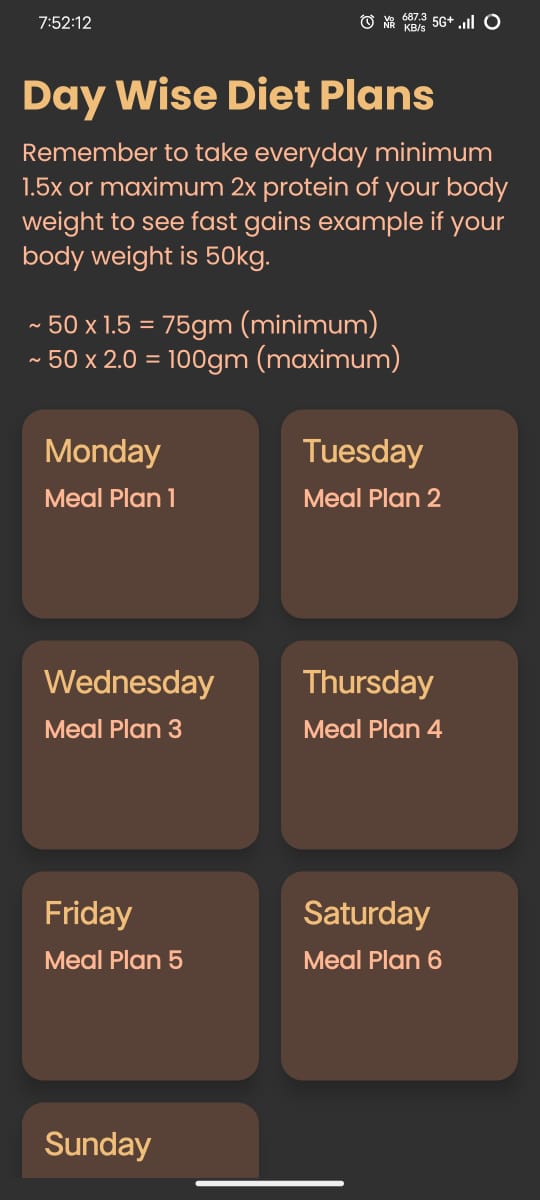 7:52:12
Vo NR 687.3 KB/s 5G+
Day Wise Diet Plans
Remember to take everyday minimum
1.5x or maximum 2x protein of your body
weight to see fast gains example if your
body weight is 50kg.
~ 50 x 1.5 = 75gm (minimum)
~ 50 x 2.0 = 100gm (maximum)
Monday
Meal Plan 1
Tuesday
Meal Plan 2
Wednesday
Meal Plan 3
Thursday
Meal Plan 4
Friday
Meal Plan 5
Saturday
Meal Plan 6
Sunday